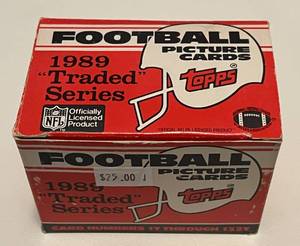 FOOTBALL
PICTURE
CARDS
1989
"Traded"
Series
topps
NFL
Officially
Licensed
Product
FOOTBALL
PICTURE
CARDS
1989
"Traded"
Series
topps
$25.00
CARD NUMBERS 1T THROUGH 132T